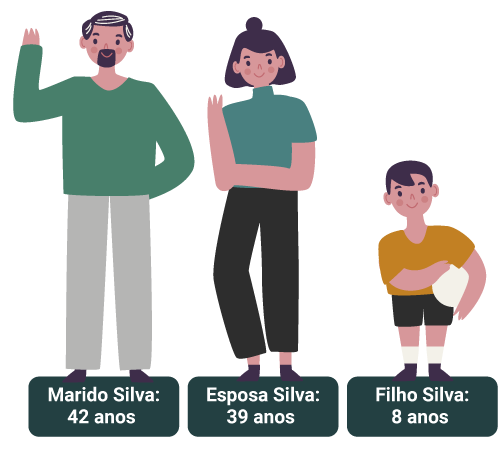 Marido Silva:
42 anos
Esposa Silva:
39 anos
Filho Silva:
8 anos